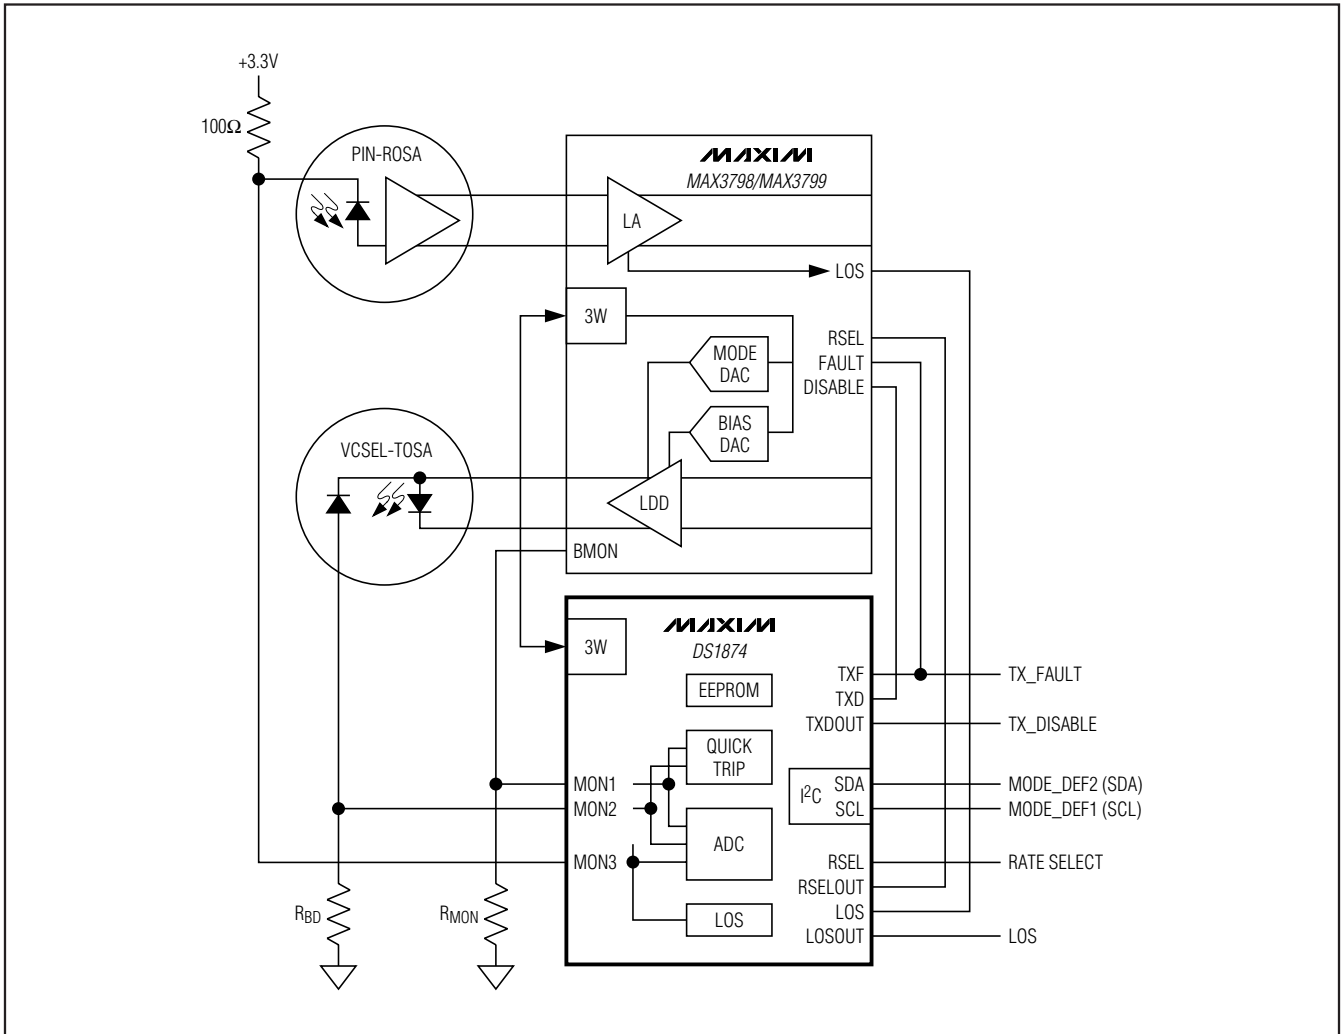 +3.3V
100Ω
PIN-ROSA
MAXIM
MAX3798/MAX3799
LA
LOS
3W
RSEL
MODE
DAC
FAULT
DISABLE
BIAS
DAC
VCSEL-TOSA
LDD
BMON
MAXIM
DS1874
3W
EEPROM
TXF
TX_FAULT
TXD
TXDOUT
TX_DISABLE
QUICK
TRIP
MON1
MON2
I²C
SDA
SCL
MODE_DEF2 (SDA)
MODE_DEF1 (SCL)
ADC
MON3
RSEL
RATE SELECT
RSELOUT
RBD
RMON
LOS
LOS
LOSOUT
LOS